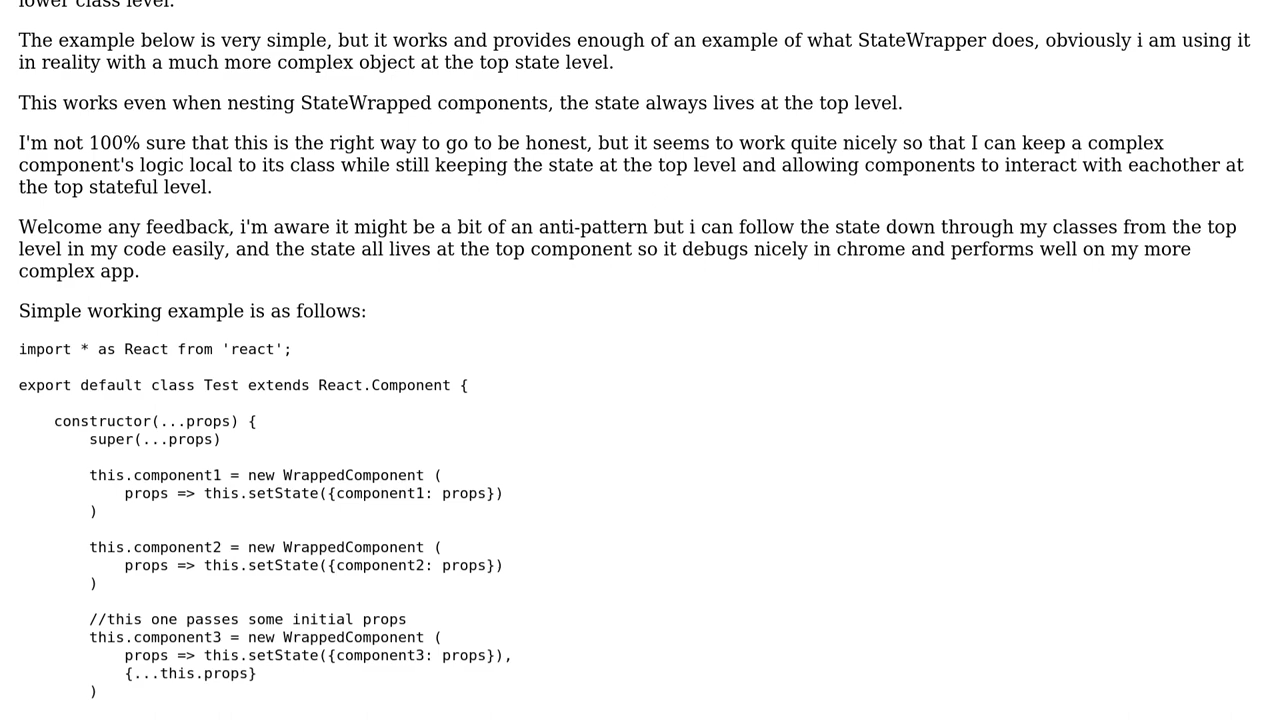 lower class level.
The example below is very simple, but it works and provides enough of an example of what StateWrapper does, obviously i am using it
in reality with a much more complex object at the top state level.
This works even when nesting StateWrapped components, the state always lives at the top level.
I'm not 100% sure that this is the right way to go to be honest, but it seems to work quite nicely so that I can keep a complex
component's logic local to its class while still keeping the state at the top level and allowing components to interact with eachother at
the top stateful level.
Welcome any feedback, i'm aware it might be a bit of an anti-pattern but i can follow the state down through my classes from the top
level in my code easily, and the state all lives at the top component so it debugs nicely in chrome and performs well on my more
complex app.
Simple working example is as follows:
import * as React from 'react';
export default class Test extends React.Component {
    constructor(...props) {
        super(...props)
        this.component1 = new WrappedComponent (
            props => this.setState({component1: props})
        )
        this.component2 = new WrappedComponent (
            props => this.setState({component2: props})
        )
        //this one passes some initial props
        this.component3 = new WrappedComponent (
            props => this.setState({component3: props}),
            {...this.props}
        )